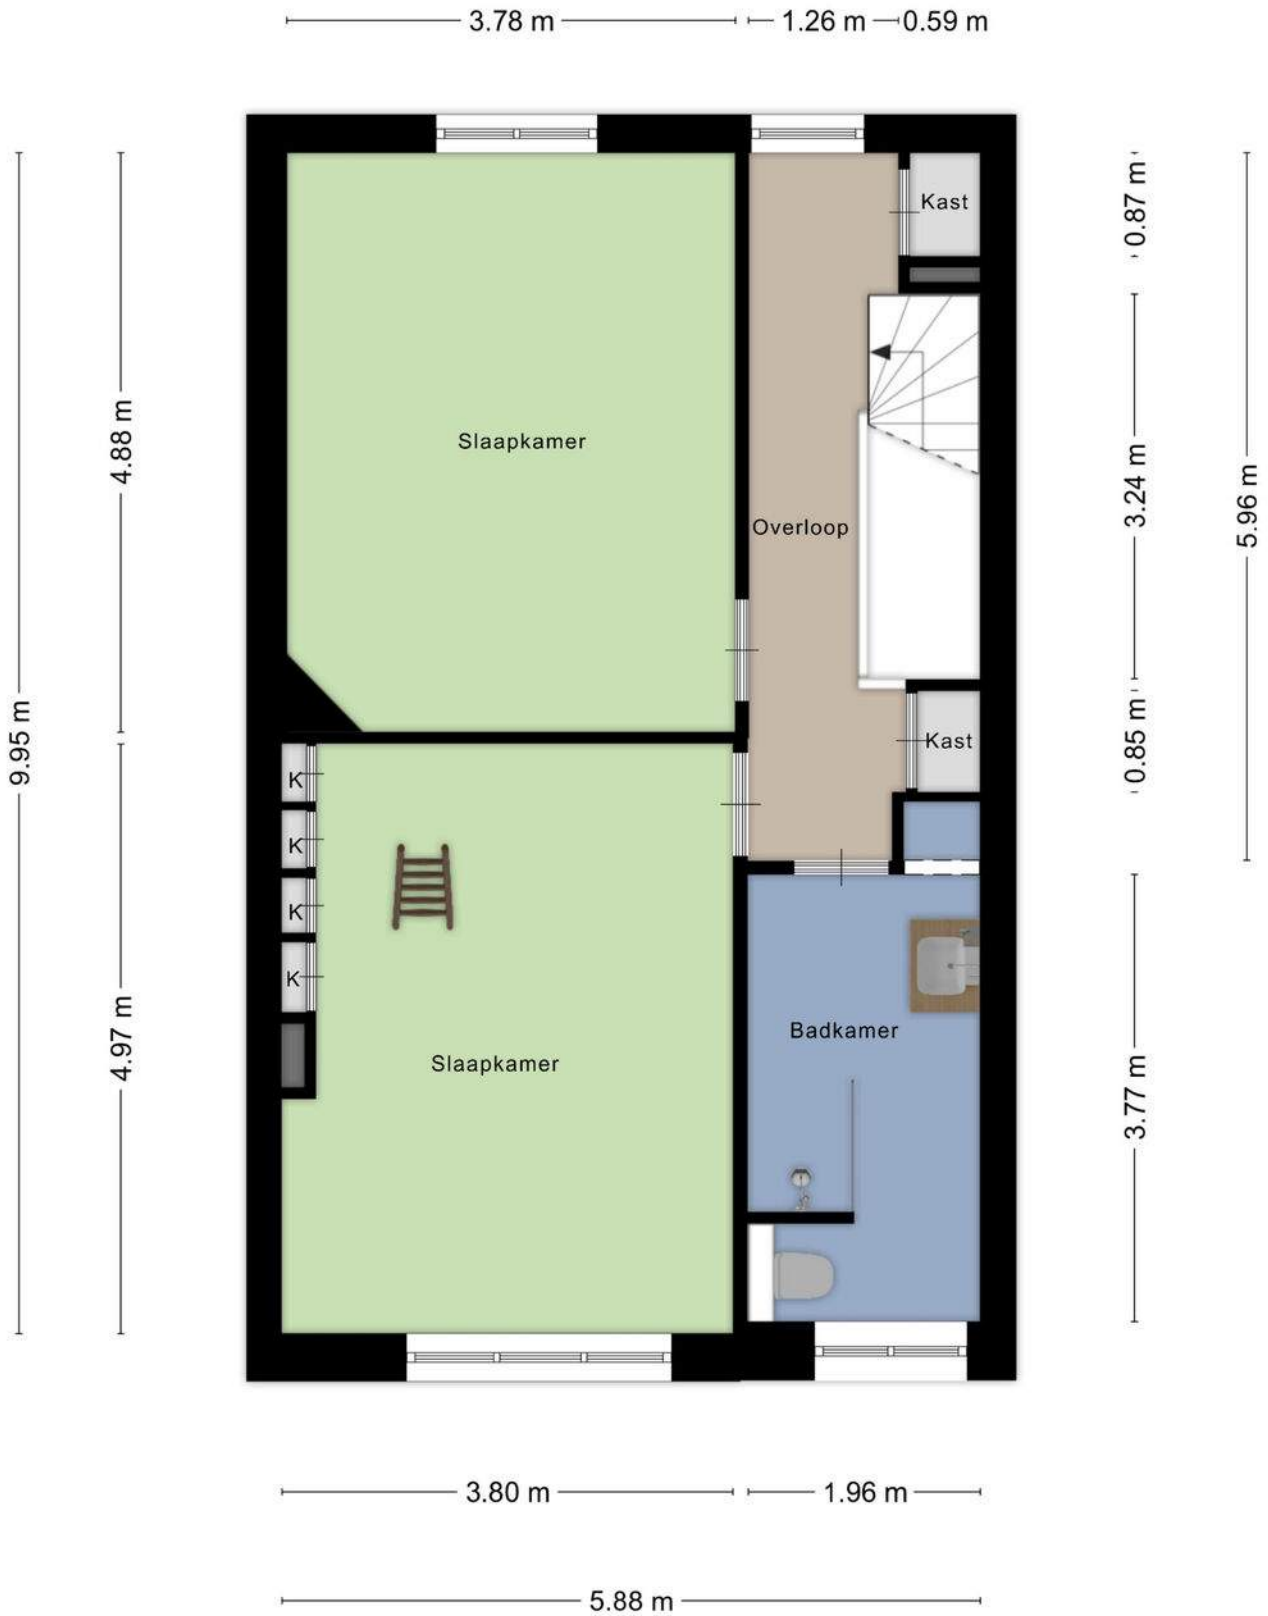 3.78 m
1.26 m
0.59 m
Kast
0.87 m
4.88 m
Slaapkamer
3.24 m
5.96 m
Overloop
9.95 m
0.85 m
Kast
K
K
K
K
4.97 m
Slaapkamer
Badkamer
3.77 m
3.80 m
1.96 m
5.88 m